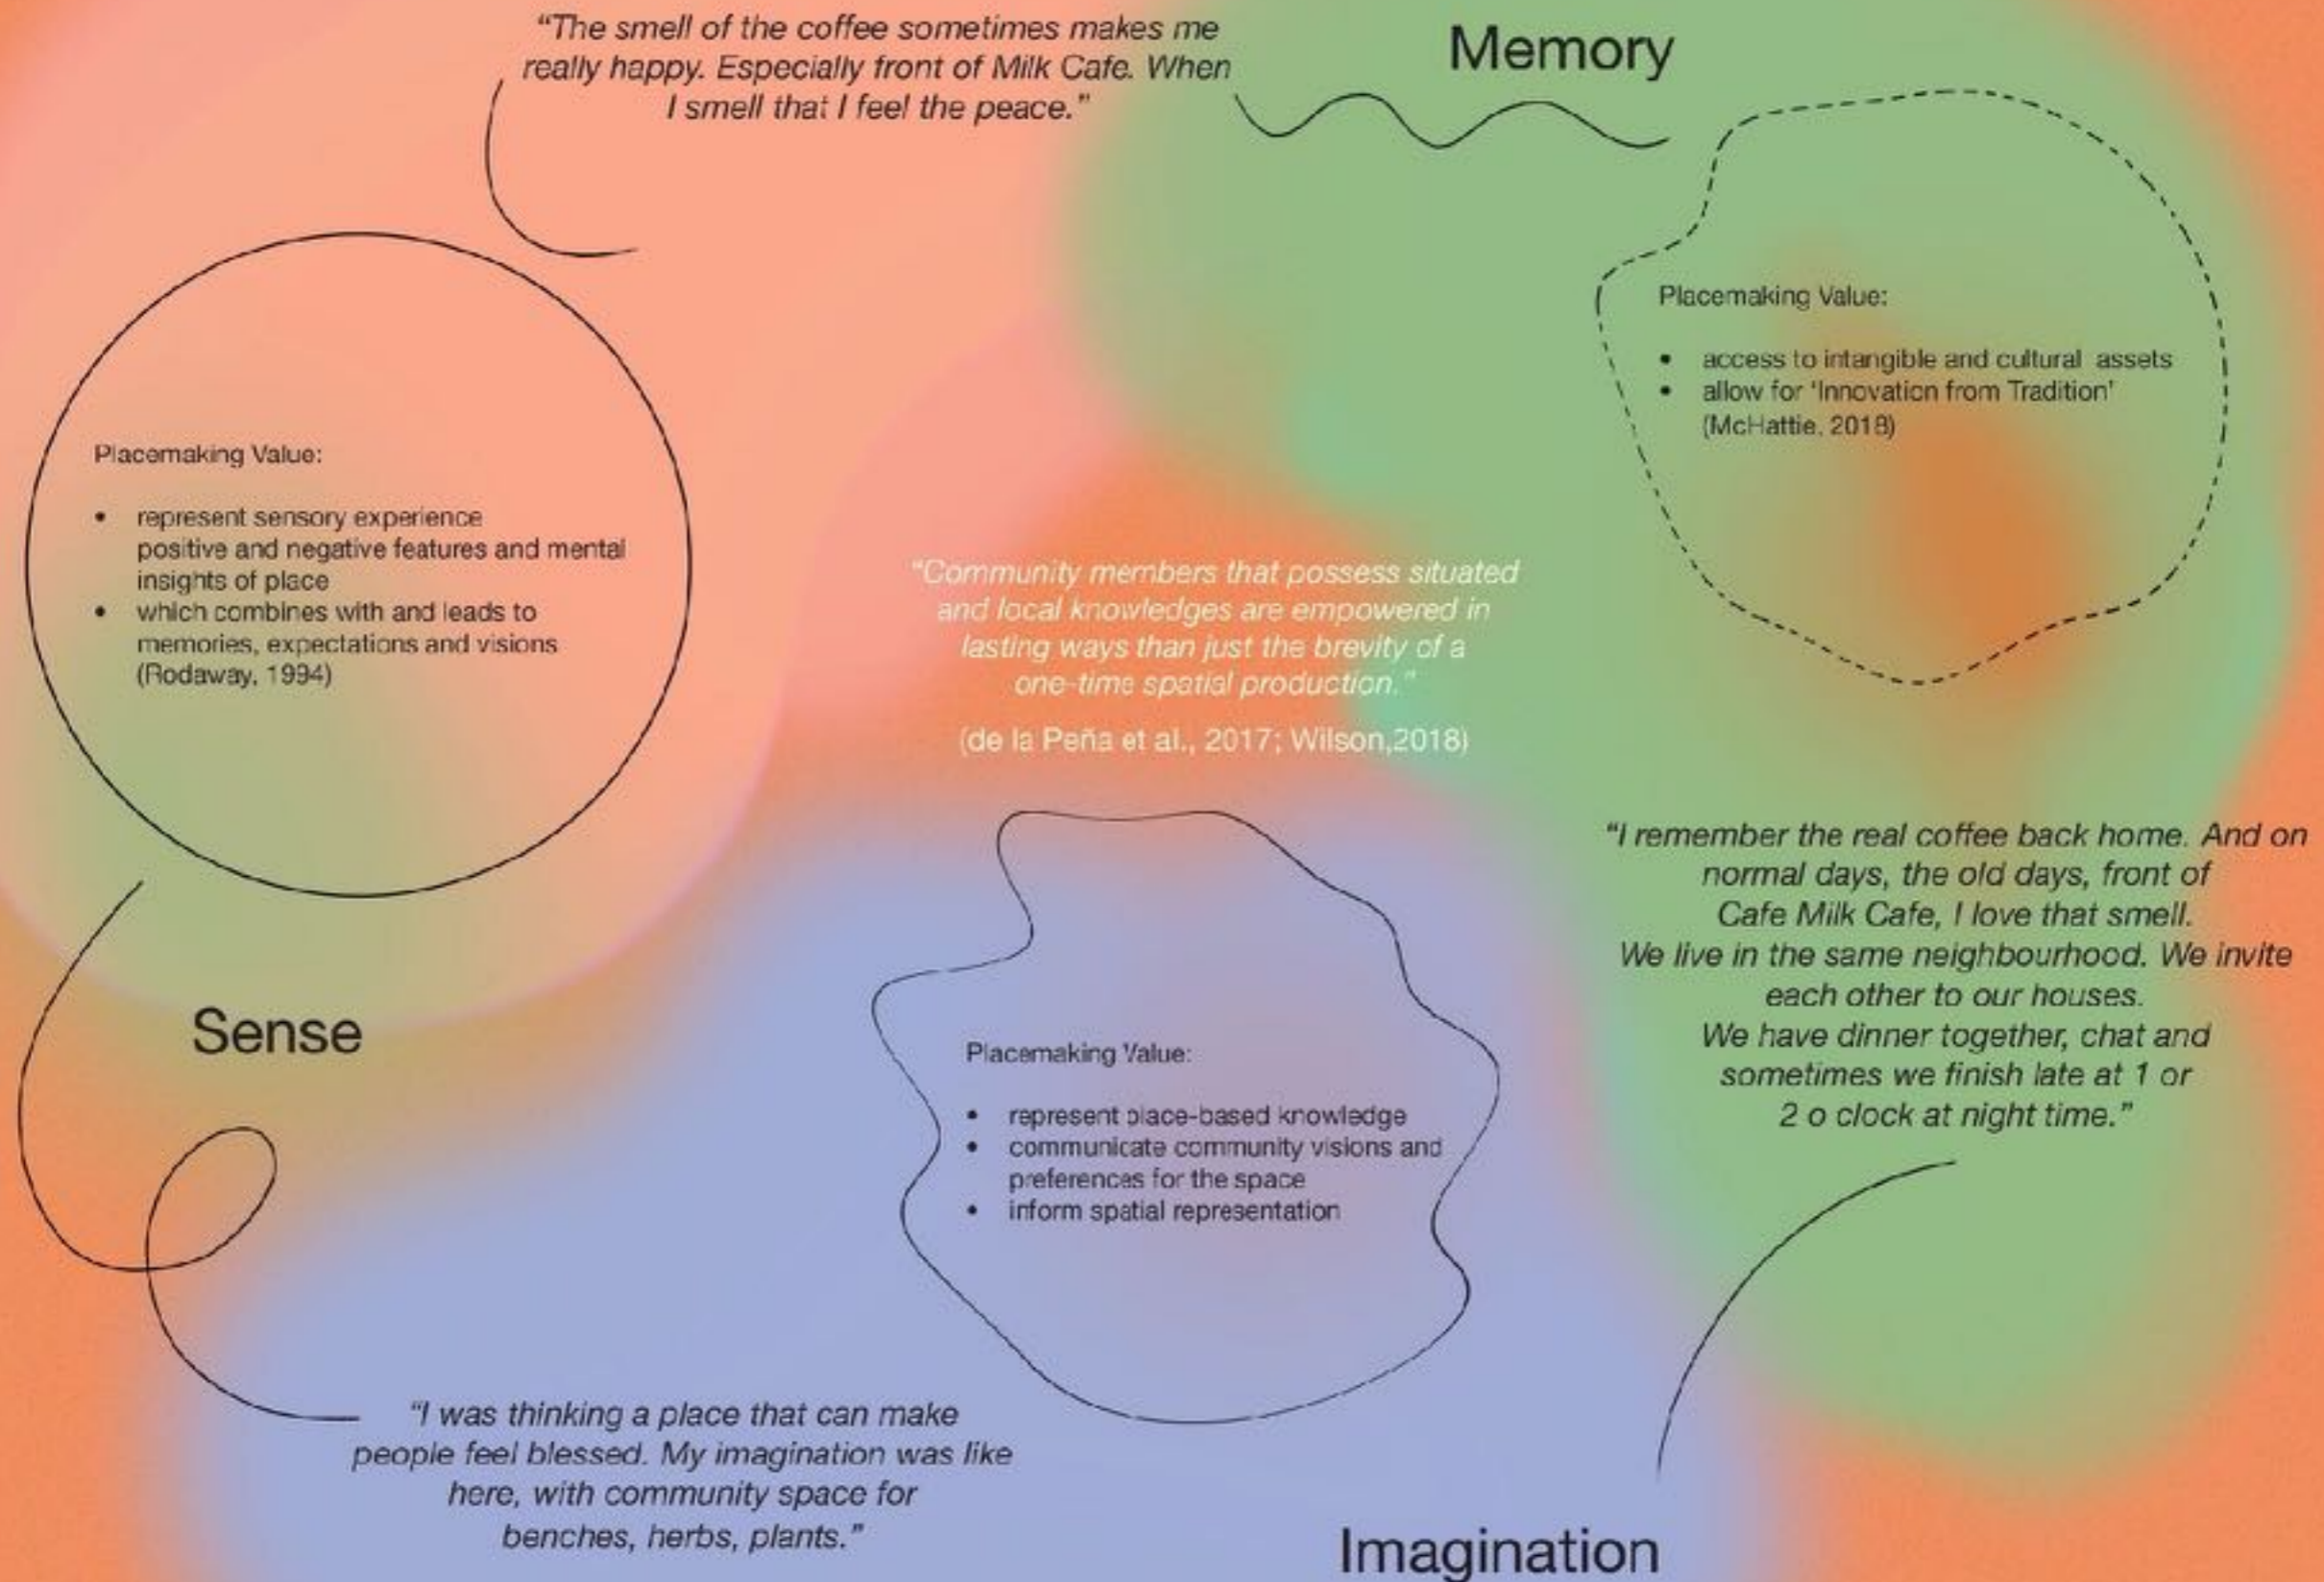 “The smell of the coffee sometimes makes me
really happy. Especially front of Milk Cafe. When
I smell that I feel the peace.”
Memory
Placemaking Value:
• access to intangible and cultural assets
• allow for ‘Innovation from Tradition’
(McHattie, 2018)
Placemaking Value:
• represent sensory experience
positive and negative features and mental
insights of place
• which combines with and leads to
memories, expectations and visions
(Rodaway, 1994)
“Community members that possess situated
and local knowledges are empowered in
lasting ways than just the brevity of a
one-time spatial production.”
(de la Peña et al., 2017; Wilson,2018)
“I remember the real coffee back home. And on
normal days, the old days, front of
Cafe Milk Cafe, I love that smell.
We live in the same neighbourhood. We invite
each other to our houses.
We have dinner together, chat and
sometimes we finish late at 1 or
2 o clock at night time.”
Sense
Placemaking Value:
• represent place-based knowledge
• communicate community visions and
preferences for the space
• inform spatial representation
“I was thinking a place that can make
people feel blessed. My imagination was like
here, with community space for
benches, herbs, plants.”
Imagination